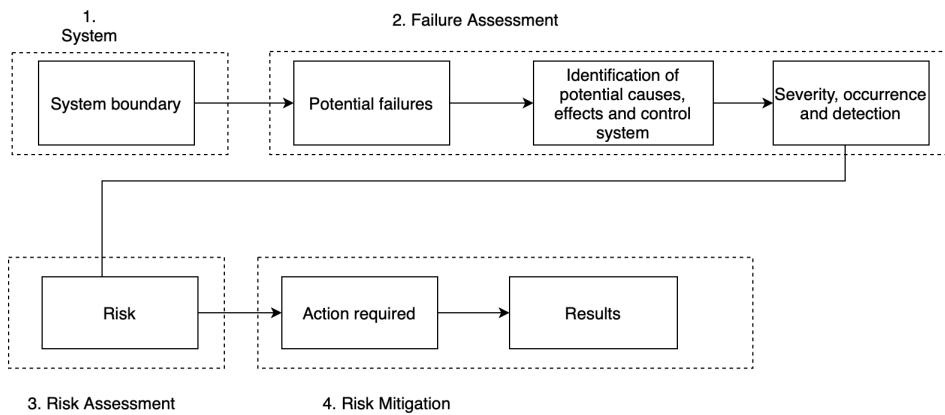 1.
System
2. Failure Assessment
System boundary
Potential failures
Identification of
potential causes,
effects and control
system
Severity, occurrence
and detection
Risk
Action required
Results
3. Risk Assessment
4. Risk Mitigation